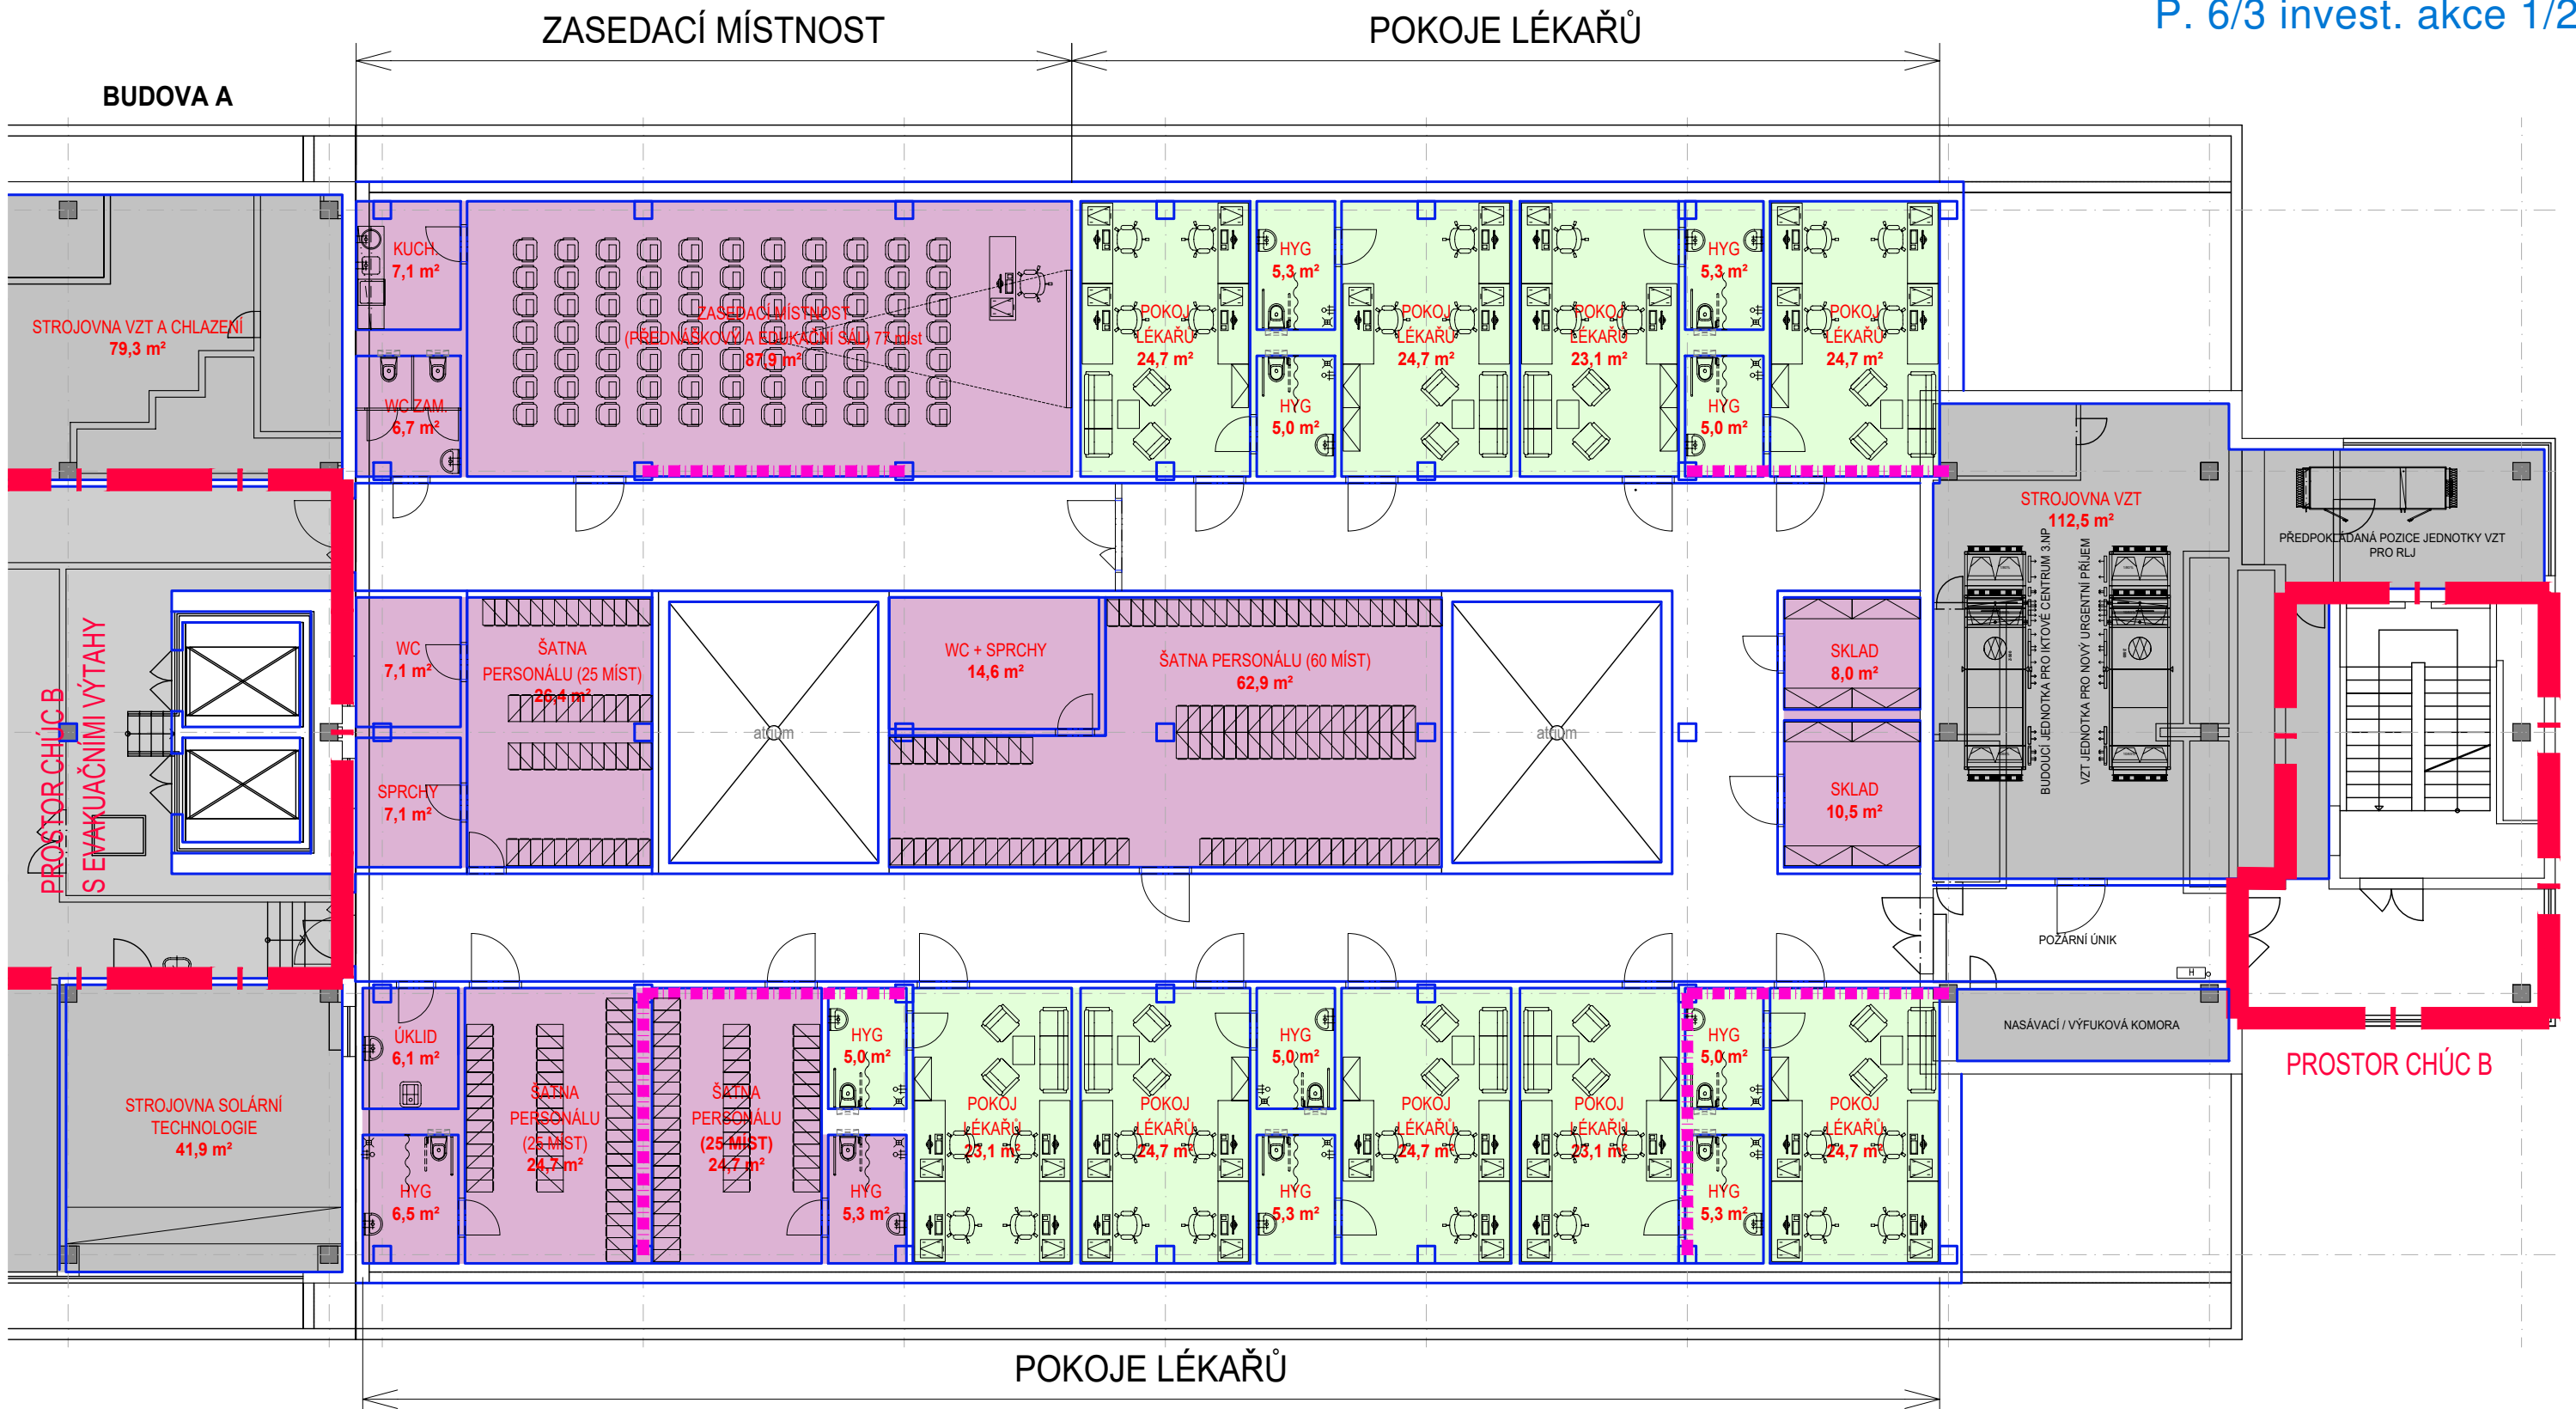 P. 6/3 invest. akce 1/2
ZASEDACÍ MÍSTNOST
POKOJE LÉKAŘŮ
BUDOVA A
STROJOVNA VZT A CHLAZENÍ
79,3 m²
KUCH.
7,1 m²
WC ZAM.
6,7 m²
ZASEDACÍ MÍSTNOST
(PŘEDNÁŠKOVÝ A EDUKAČNÍ SÁL) 77 míst
87,9 m²
POKOJ
LÉKAŘŮ
24,7 m²
HYG
5,3 m²
HYG
5,0 m²
POKOJ
LÉKAŘŮ
24,7 m²
POKOJ
LÉKAŘŮ
23,1 m²
HYG
5,3 m²
HYG
5,0 m²
POKOJ
LÉKAŘŮ
24,7 m²
STROJOVNA VZT
112,5 m²
PŘEDPOKLÁDANÁ POZICE JEDNOTKY VZT
PRO RLJ
BUDOUCÍ JEDNOTKA PRO IKTOVÉ CENTRUM 3.NP
VZT JEDNOTKA PRO NOVÝ URGENTNÍ PŘÍJEM
PROSTOR CHÚC B
S EVAKUAČNÍMI VÝTAHY
WC
7,1 m²
SPRCHY
7,1 m²
ŠATNA
PERSONÁLU (25 MÍST)
26,4 m²
atrium
WC + SPRCHY
14,6 m²
ŠATNA PERSONÁLU (60 MÍST)
62,9 m²
atrium
SKLAD
8,0 m²
SKLAD
10,5 m²
POŽÁRNÍ ÚNIK
H
NASÁVACÍ / VÝFUKOVÁ KOMORA
PROSTOR CHÚC B
STROJOVNA SOLÁRNÍ
TECHNOLOGIE
41,9 m²
ÚKLID
6,1 m²
HYG
6,5 m²
ŠATNA
PERSONÁLU
(25 MÍST)
24,7 m²
ŠATNA
PERSONÁLU
(25 MÍST)
24,7 m²
HYG
5,0 m²
HYG
5,3 m²
POKOJ
LÉKAŘŮ
23,1 m²
POKOJ
LÉKAŘŮ
24,7 m²
HYG
5,0 m²
HYG
5,3 m²
POKOJ
LÉKAŘŮ
24,7 m²
POKOJ
LÉKAŘŮ
23,1 m²
HYG
5,0 m²
HYG
5,3 m²
POKOJ
LÉKAŘŮ
24,7 m²
POKOJE LÉKAŘŮ